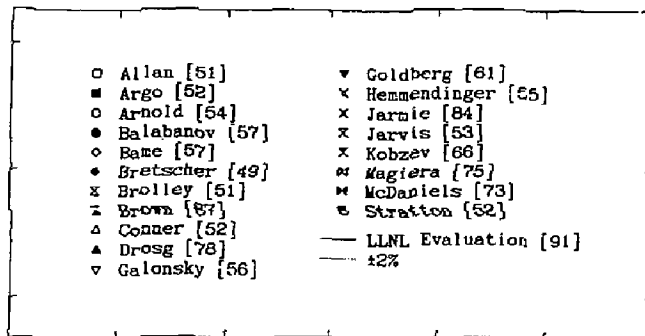 Allan [51]
Argo [52]
Arnold [54]
Balabanov [57]
Bame [57]
Bretscher [49]
Brolley [51]
Brown [87]
Conner [52]
Drosg [78]
Galonsky [56]
Goldberg [61]
Hemmendinger [55]
Jarmie [84]
Jarvis [53]
Kobzev [66]
Magiera [75]
McDaniels [73]
Stratton [52]
LLNL Evaluation [91]
±2%